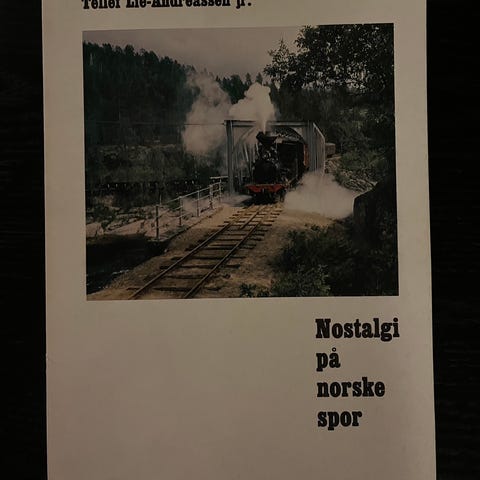 Tellef Lie-Andreassen jr.
Nostalgi
på
norske
spor